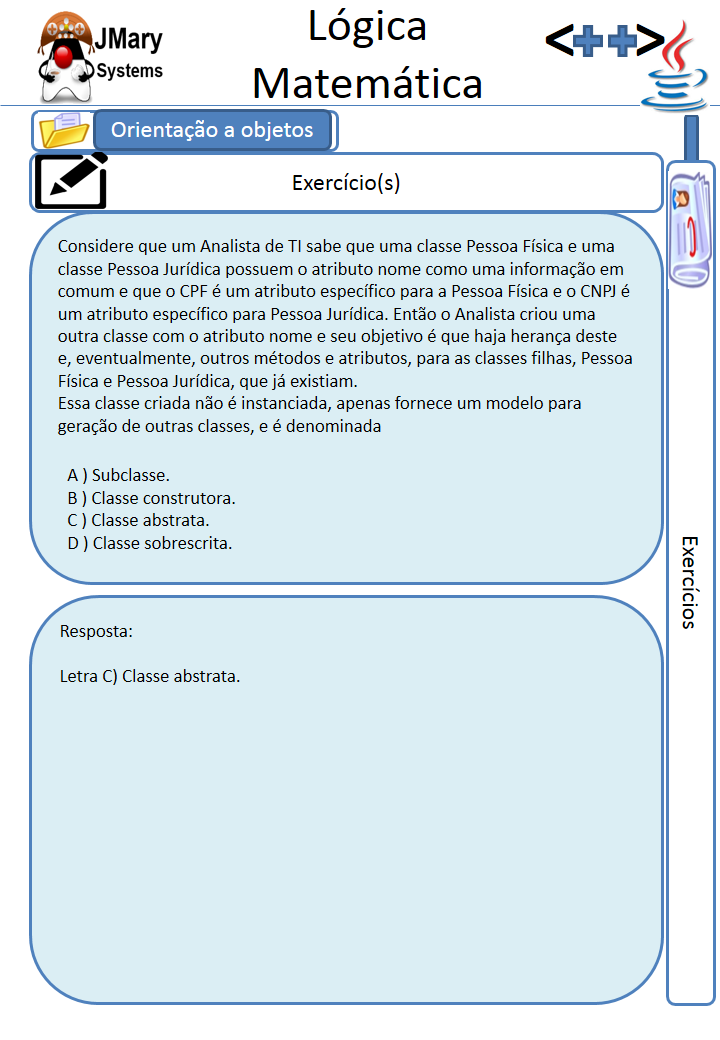 JMary
Systems
Lógica
Matemática
<++>
Orientação a objetos
Exercício(s)
Considere que um Analista de TI sabe que uma classe Pessoa Física e uma
classe Pessoa Jurídica possuem o atributo nome como uma informação em
comum e que o CPF é um atributo específico para a Pessoa Física e o CNPJ é
um atributo específico para Pessoa Jurídica. Então o Analista criou uma
outra classe com o atributo nome e seu objetivo é que haja herança deste
e, eventualmente, outros métodos e atributos, para as classes filhas, Pessoa
Física e Pessoa Jurídica, que já existiam.
Essa classe criada não é instanciada, apenas fornece um modelo para
geração de outras classes, e é denominada
A ) Subclasse.
B ) Classe construtora.
C ) Classe abstrata.
D ) Classe sobrescrita.
Resposta:
Letra C) Classe abstrata.
Exercícios